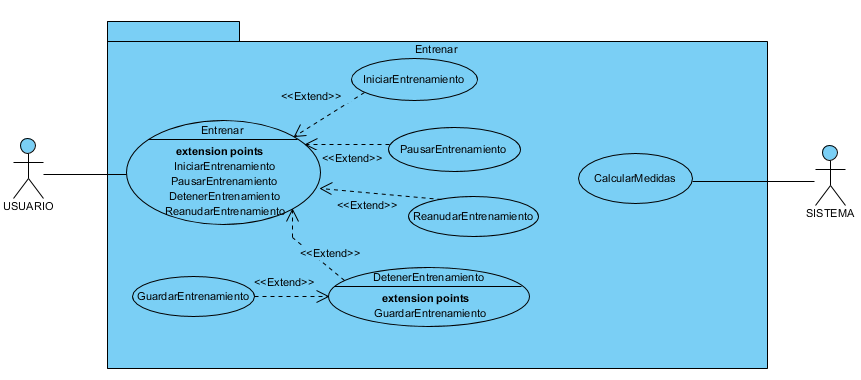 Entrenar
IniciarEntrenamiento
<<Extend>>
Entrenar
extension points
IniciarEntrenamiento
PausarEntrenamiento
DetenerEntrenamiento
ReanudarEntrenamiento
PausarEntrenamiento
<<Extend>>
CalcularMedidas
USUARIO
SISTEMA
<<Extend>>
ReanudarEntrenamiento
<<Extend>>
DetenerEntrenamiento
extension points
GuardarEntrenamiento
<<Extend>>
GuardarEntrenamiento